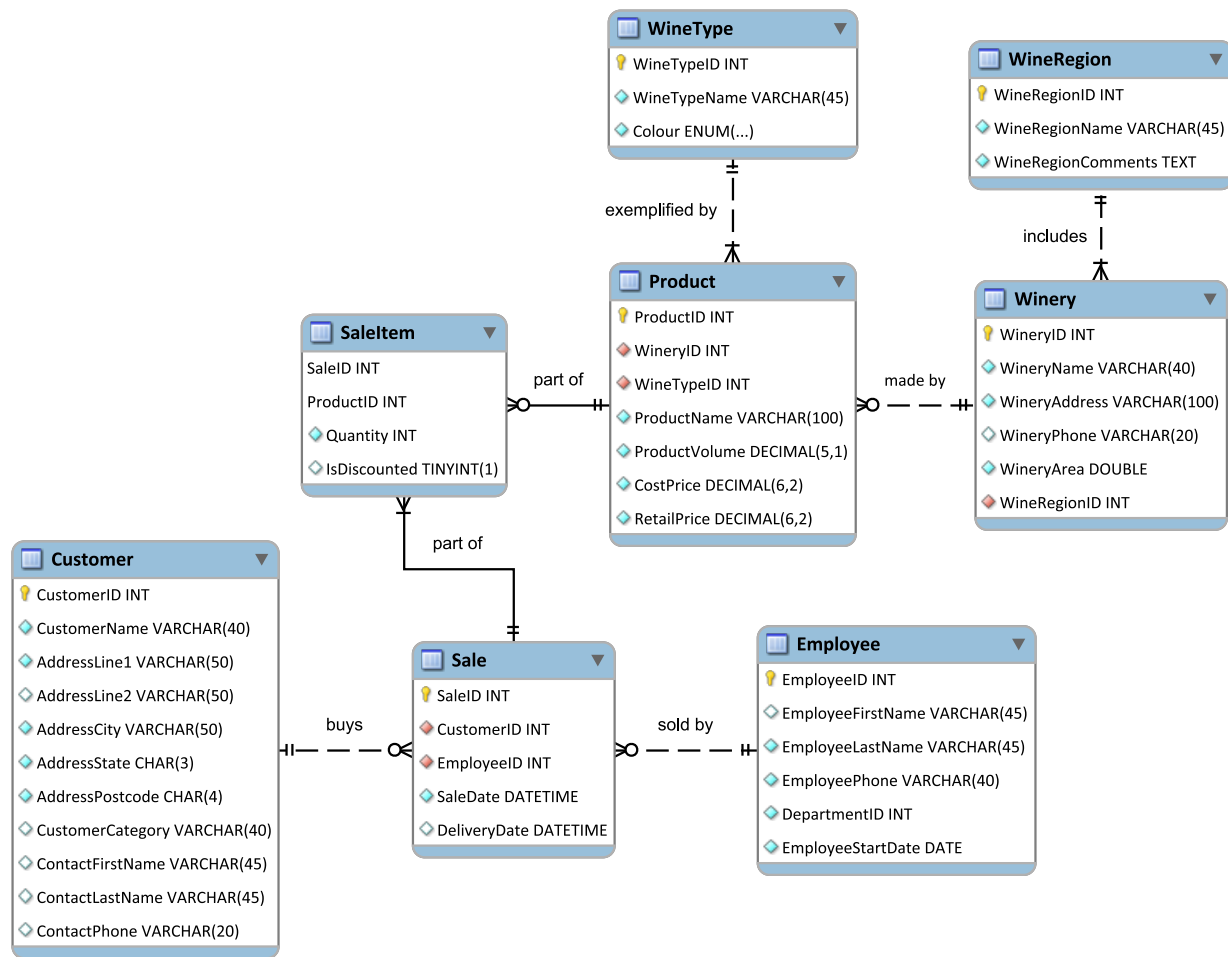 WineType
WineTypeID INT
WineTypeName VARCHAR(45)
Colour ENUM(...)
WineRegion
WineRegionID INT
WineRegionName VARCHAR(45)
WineRegionComments TEXT
exemplified by
includes
Product
ProductID INT
WineryID INT
WineTypeID INT
ProductName VARCHAR(100)
ProductVolume DECIMAL(5,1)
CostPrice DECIMAL(6,2)
RetailPrice DECIMAL(6,2)
Winery
WineryID INT
WineryName VARCHAR(40)
WineryAddress VARCHAR(100)
WineryPhone VARCHAR(20)
WineryArea DOUBLE
WineRegionID INT
made by
SaleItem
SaleID INT
ProductID INT
Quantity INT
IsDiscounted TINYINT(1)
part of
part of
Customer
CustomerID INT
CustomerName VARCHAR(40)
AddressLine1 VARCHAR(50)
AddressLine2 VARCHAR(50)
AddressCity VARCHAR(50)
AddressState CHAR(3)
AddressPostcode CHAR(4)
CustomerCategory VARCHAR(40)
ContactFirstName VARCHAR(45)
ContactLastName VARCHAR(45)
ContactPhone VARCHAR(20)
buys
Sale
SaleID INT
CustomerID INT
EmployeeID INT
SaleDate DATETIME
DeliveryDate DATETIME
sold by
Employee
EmployeeID INT
EmployeeFirstName VARCHAR(45)
EmployeeLastName VARCHAR(45)
EmployeePhone VARCHAR(40)
DepartmentID INT
EmployeeStartDate DATE